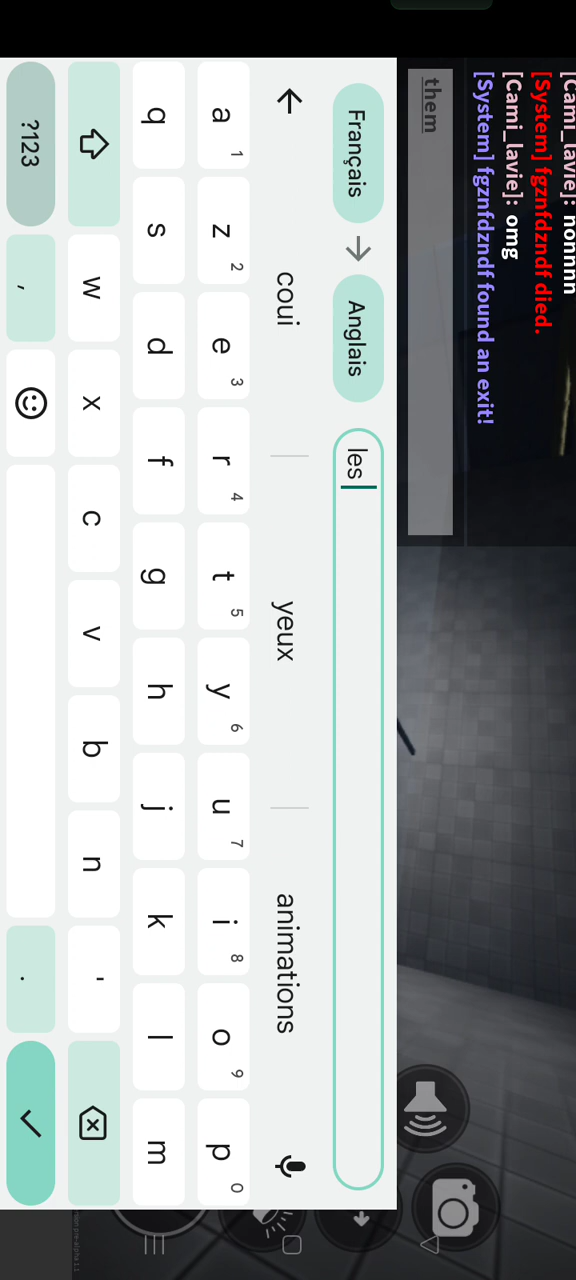 [Cami_lavie]: nonnnn
[System] fgznfdzndf died.
[Cami_lavie]: omg
[System] fgznfdzndf found an exit!
them
Français → Anglais les
coui yeux animations
a 1 z 2 e 3 r 4 t 5 y 6 u 7 i 8 o 9 p 0
q s d f g h j k l m
w x c v b n '
?123 , .